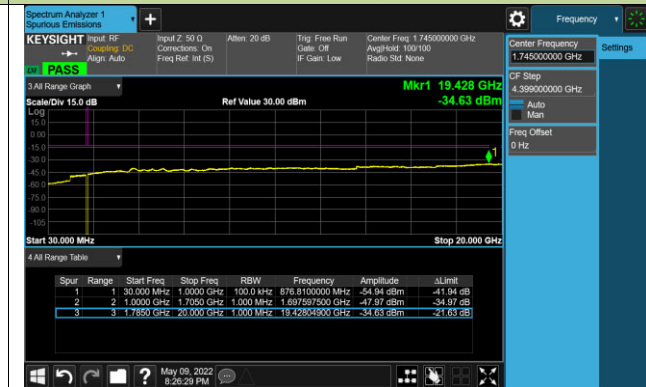 Spectrum Analyzer 1
Spurious Emissions
+
Frequency
KEYSIGHT
Input: RF
Coupling: DC
Align: Auto
Input Z: 50 Ω
Corrections: On
Freq Ref: Int (S)
Atten: 20 dB
Trig: Free Run
Gate: Off
IF Gain: Low
Center Freq: 1.745000000 GHz
Avg|Hold: 100/100
Radio Std: None
PASS
Center Frequency
1.745000000 GHz
Settings
CF Step
4.399000000 GHz
Auto
Man
Freq Offset
0 Hz
3 All Range Graph
Mkr1 19.428 GHz
-34.63 dBm
Scale/Div 15.0 dB
Ref Value 30.00 dBm
Log
15.0
0.00
-15.0
-30.0
-45.0
-60.0
-75.0
-90.0
-105
1
Start 30.000 MHz
Stop 20.000 GHz
4 All Range Table
Spur Range Start Freq Stop Freq RBW Frequency Amplitude ΔLimit
1 1 30.000 MHz 1.0000 GHz 100.0 kHz 876.8100000 MHz -54.94 dBm -41.94 dB
2 2 1.0000 GHz 1.7050 GHz 1.000 MHz 1.697597500 GHz -47.97 dBm -34.97 dB
3 3 1.7850 GHz 20.000 GHz 1.000 MHz 19.42804900 GHz -34.63 dBm -21.63 dB
?
May 09, 2022
8:26:29 PM